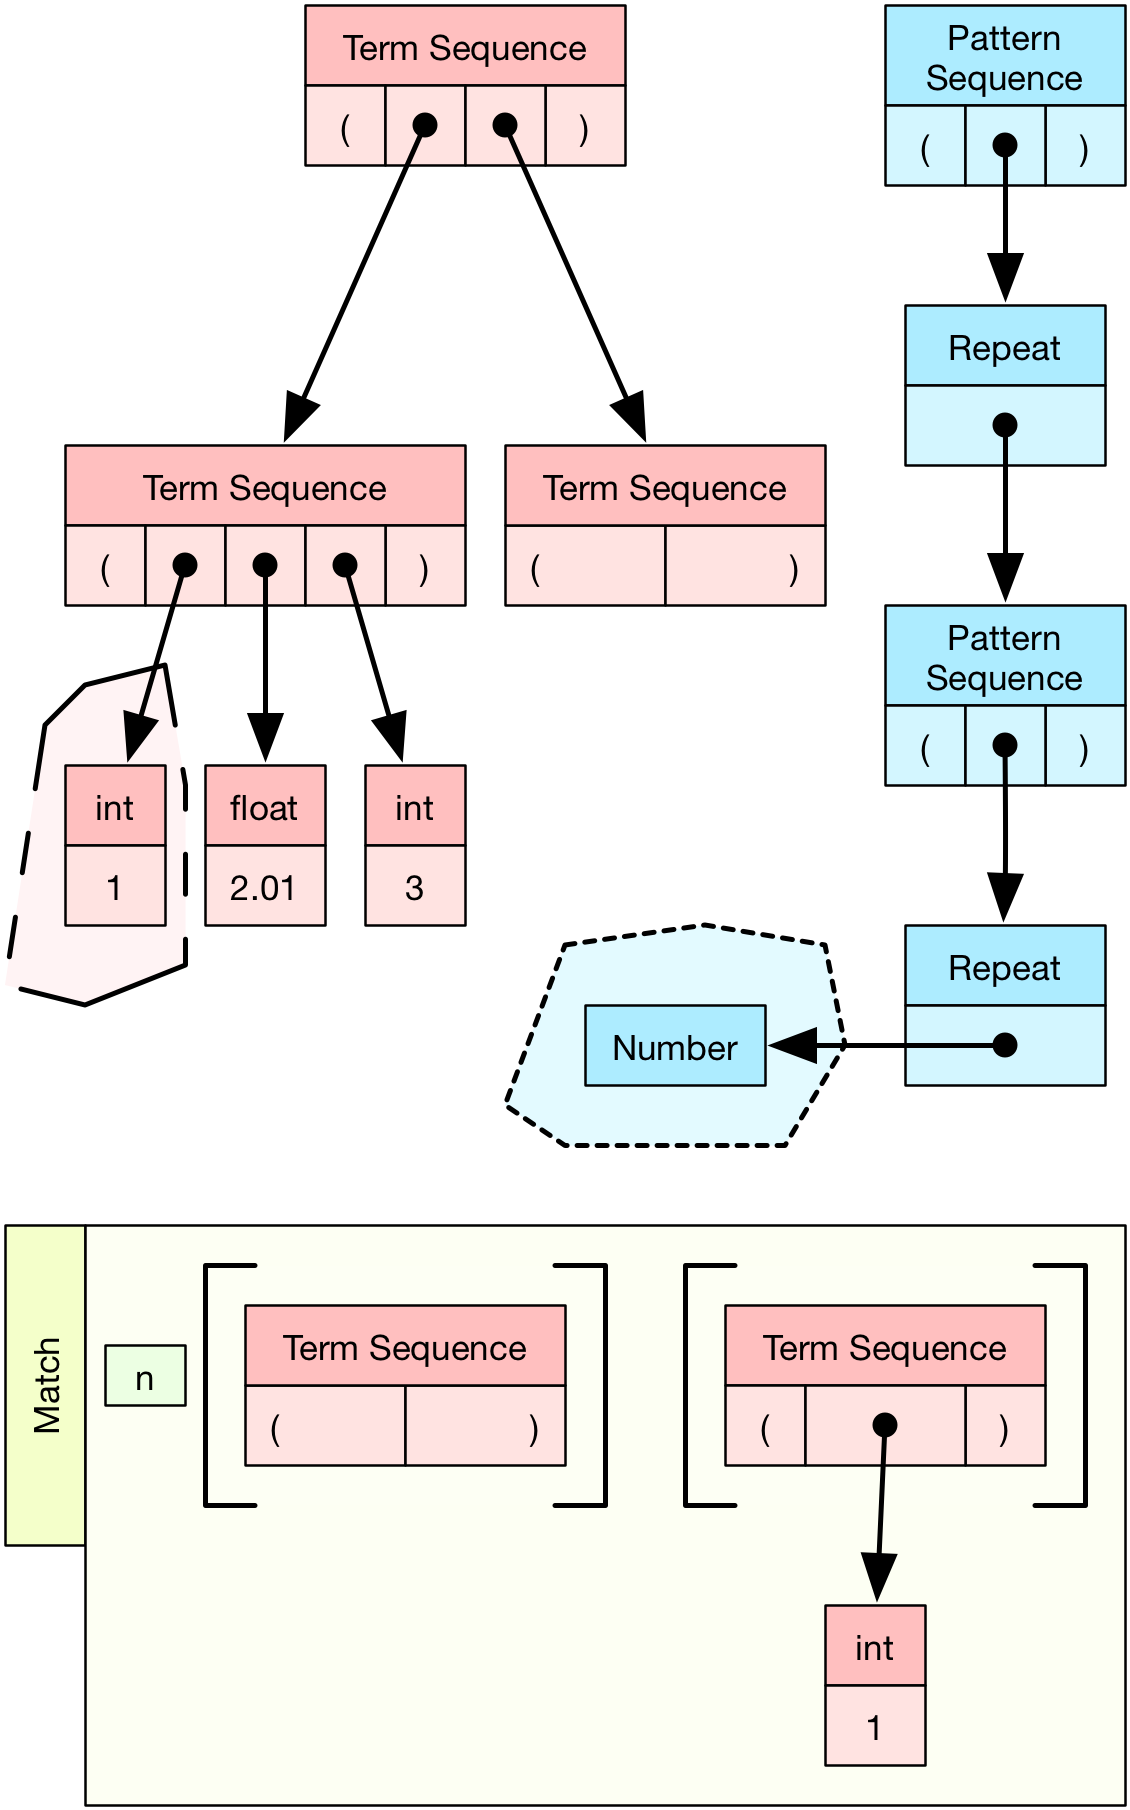 Term Sequence
( )
Pattern
Sequence
( )
Repeat
Term Sequence
( )
Term Sequence
( )
Pattern
Sequence
( )
int
1
float
2.01
int
3
Repeat
Number
Match
n
Term Sequence
( )
Term Sequence
( )
int
1